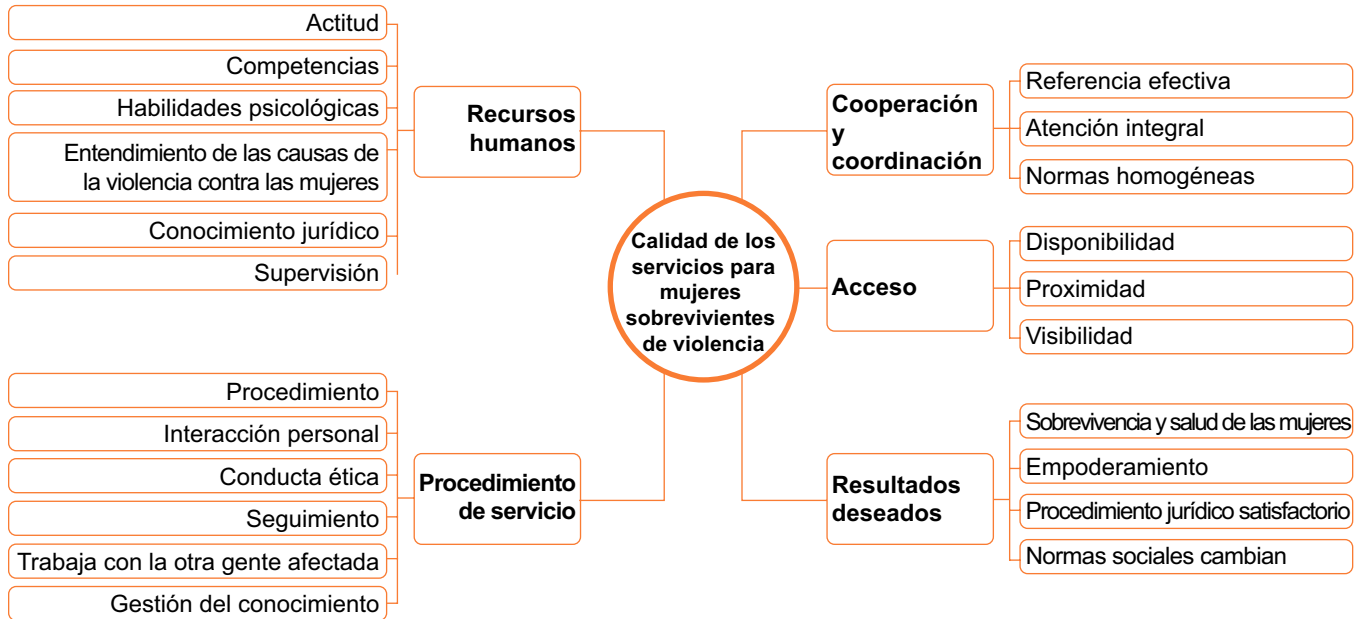 Actitud
Competencias
Habilidades psicológicas
Entendimiento de las causas de
la violencia contra las mujeres
Conocimiento jurídico
Supervisión
Recursos
humanos
Procedimiento
Interacción personal
Conducta ética
Seguimiento
Trabaja con la otra gente afectada
Gestión del conocimiento
Procedimiento
de servicio
Calidad de los
servicios para
mujeres
sobrevivientes
de violencia
Cooperación
y
coordinación
Referencia efectiva
Atención integral
Normas homogéneas
Acceso
Disponibilidad
Proximidad
Visibilidad
Resultados
deseados
Sobrevivencia y salud de las mujeres
Empoderamiento
Procedimiento jurídico satisfactorio
Normas sociales cambian